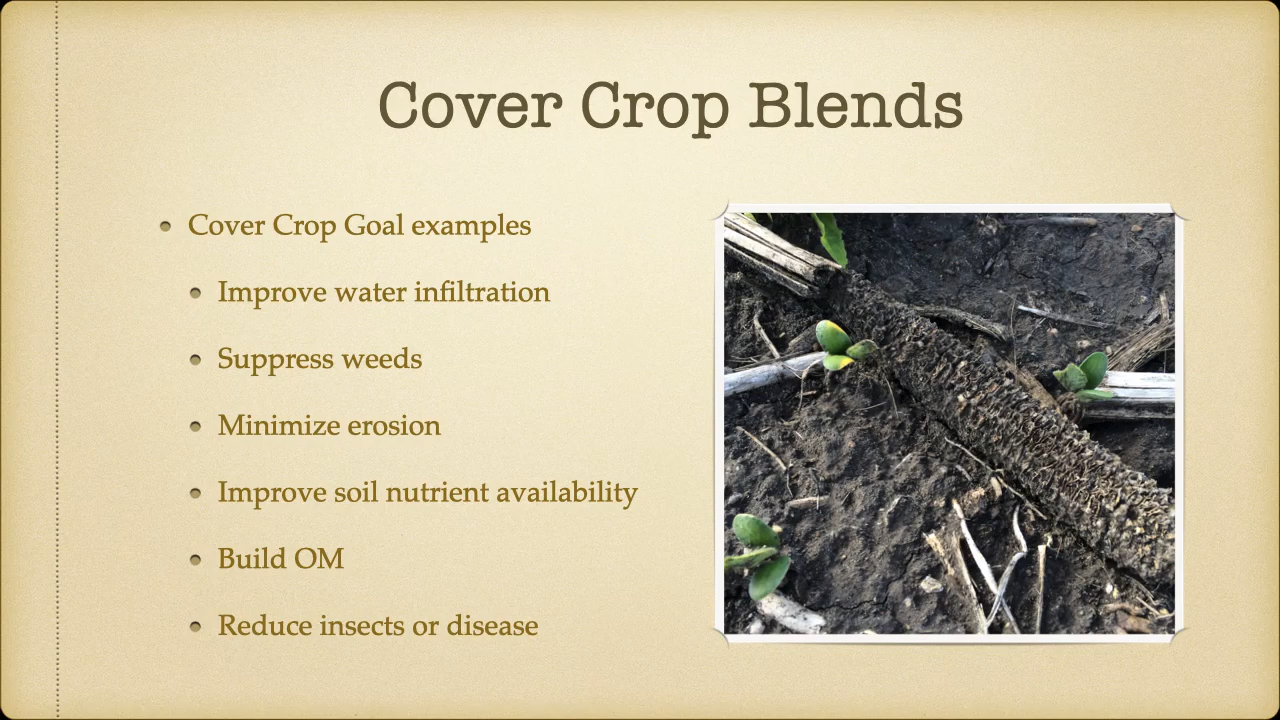 Cover Crop Blends
Cover Crop Goal examples
Improve water infiltration
Suppress weeds
Minimize erosion
Improve soil nutrient availability
Build OM
Reduce insects or disease